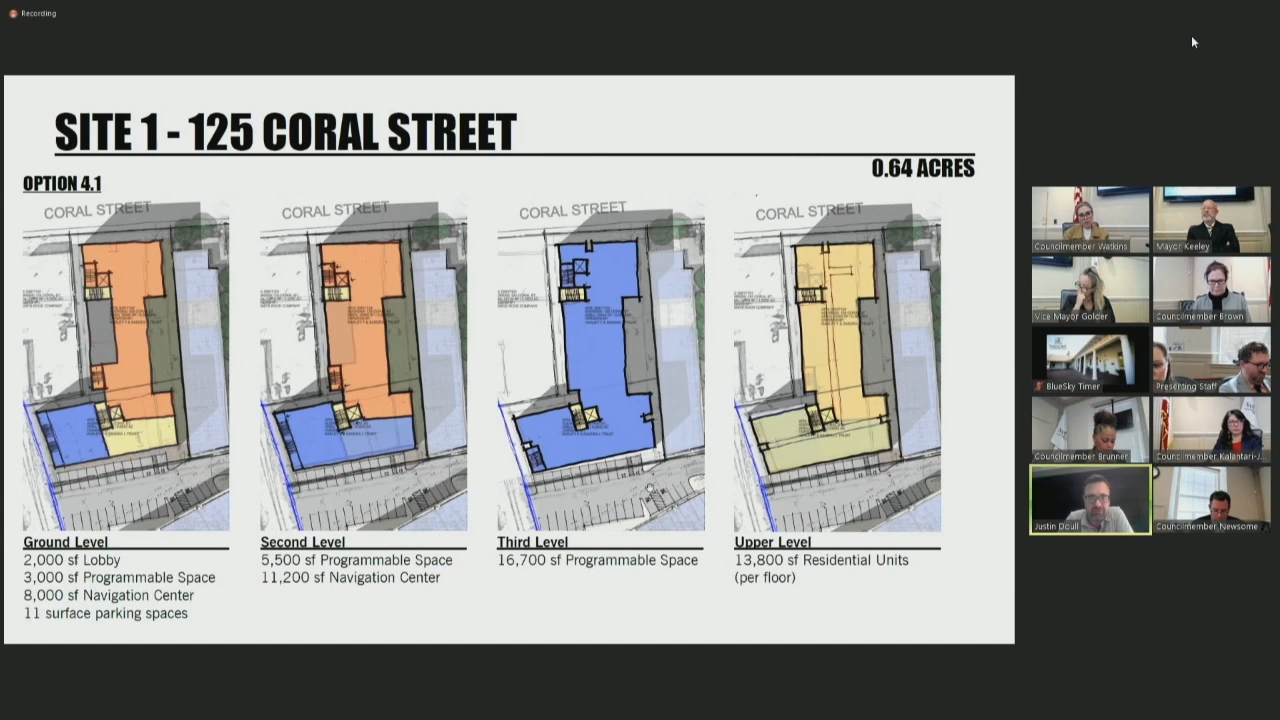 Recording
SITE 1 - 125 CORAL STREET
0.64 ACRES
OPTION 4.1
CORAL STREET
CORAL STREET
CORAL STREET
CORAL STREET
Ground Level
2,000 sf Lobby
3,000 sf Programmable Space
8,000 sf Navigation Center
11 surface parking spaces
Second Level
5,500 sf Programmable Space
11,200 sf Navigation Center
Third Level
16,700 sf Programmable Space
Upper Level
13,800 sf Residential Units
(per floor)
Councilmember Watkins
Mayor Keeley
Vice Mayor Golder
Councilmember Brown
BlueSky Timer
Presenting Staff
Councilmember Brunner
Councilmember Kalantari-J...
Justin Doull
Councilmember Newsome